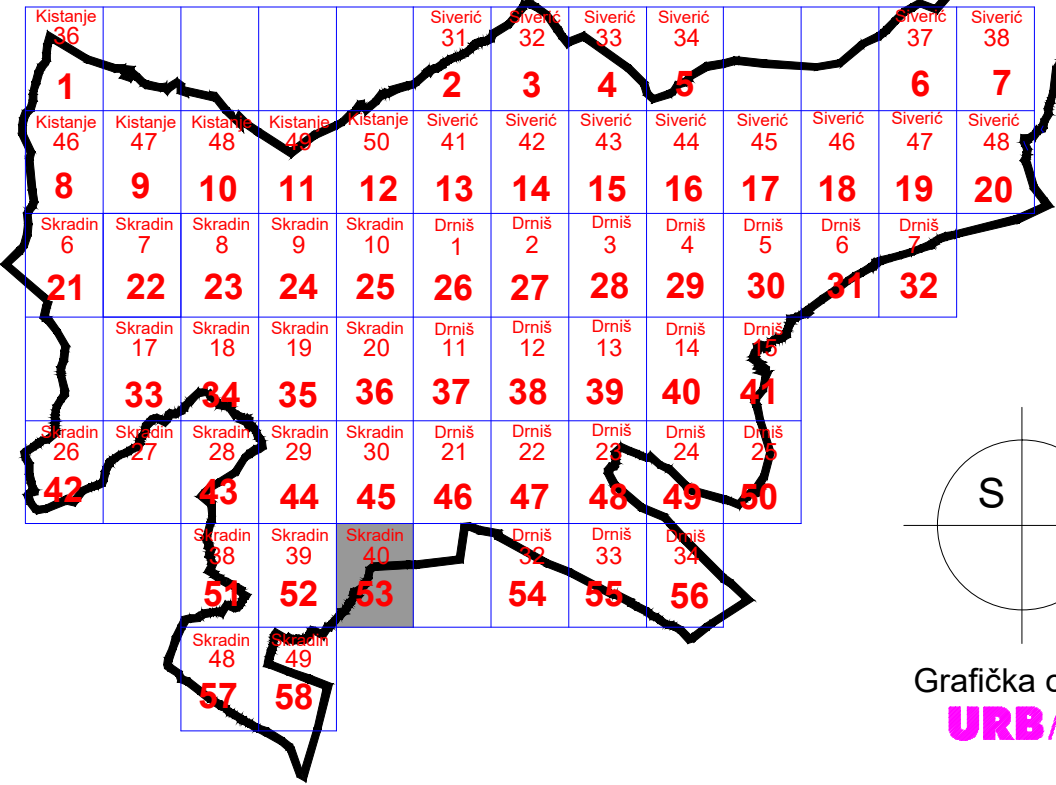 Kistanje Siverić Siverić Siverić Siverić Siverić Siverić
36 31 32 33 34 37 38
1 2 3 4 5 6 7
Kistanje Kistanje Kistanje Kistanje Kistanje Siverić Siverić Siverić Siverić Siverić Siverić Siverić Siverić
46 47 48 49 50 41 42 43 44 45 46 47 48
8 9 10 11 12 13 14 15 16 17 18 19 20
Skradin Skradin Skradin Skradin Skradin Drniš Drniš Drniš Drniš Drniš Drniš Drniš
6 7 8 9 10 1 2 3 4 5 6 7
21 22 23 24 25 26 27 28 29 30 31 32
Skradin Skradin Skradin Skradin Drniš Drniš Drniš Drniš Drniš
17 18 19 20 11 12 13 14 15
33 34 35 36 37 38 39 40 41
Skradin Skradin Skradin Skradin Skradin Drniš Drniš Drniš Drniš Drniš
26 27 28 29 30 21 22 23 24 25
42 43 44 45 46 47 48 49 50
Skradin Skradin Skradin Drniš Drniš Drniš
38 39 40 32 33 34
51 52 53 54 55 56
Skradin Skradin
48 49
57 58
S
Grafička
URB